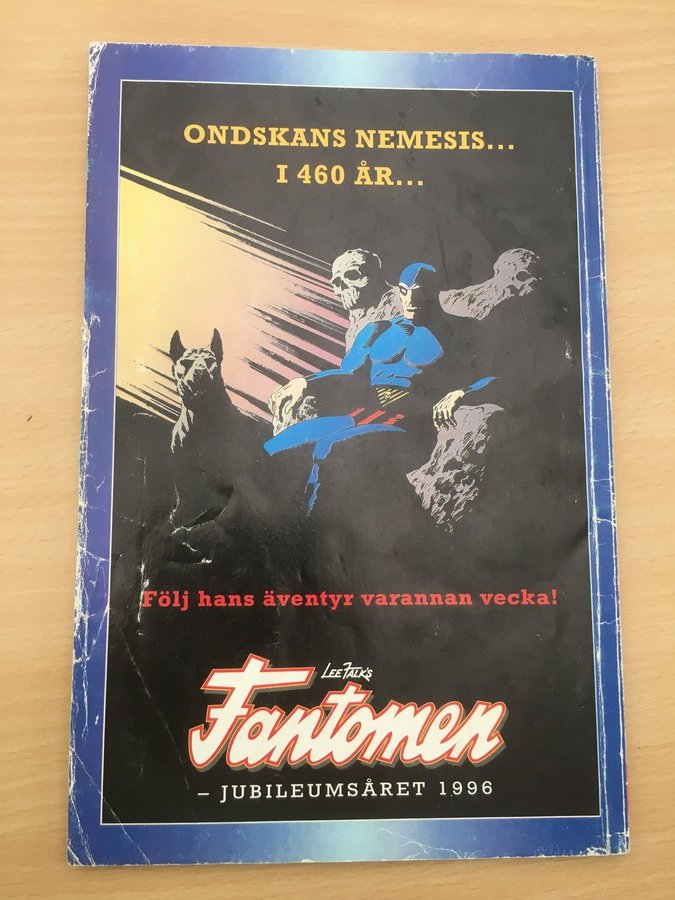 ONDSKANS NEMESIS...
I 460 ÅR...
Följ hans äventyr varannan vecka!
LEE FALK'S
Fantomen
– JUBILEUMSÅRET 1996